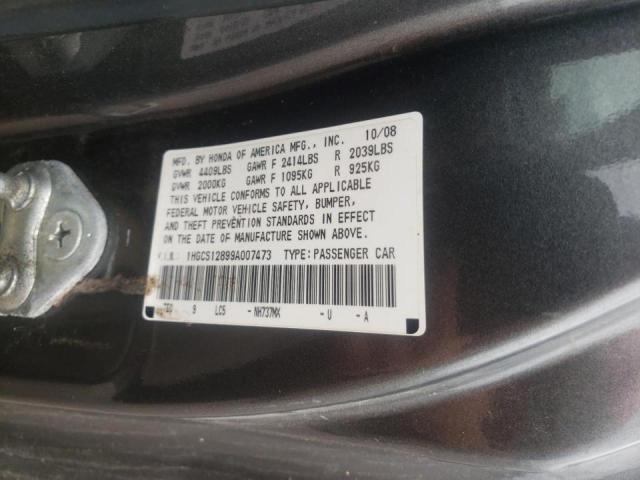 MFD. BY HONDA OF AMERICA MFG., INC. 10/08
GVWR 4409LBS GAWR F 2414LBS R 2039LBS
GVWR 2000KG GAWR F 1095KG R 925KG
THIS VEHICLE CONFORMS TO ALL APPLICABLE
FEDERAL MOTOR VEHICLE SAFETY, BUMPER,
AND THEFT PREVENTION STANDARDS IN EFFECT
ON THE DATE OF MANUFACTURE SHOWN ABOVE.
V.I.N.: 1HGCS12899A007473 TYPE: PASSENGER CAR
9 LC5 -NH737MX -U -A